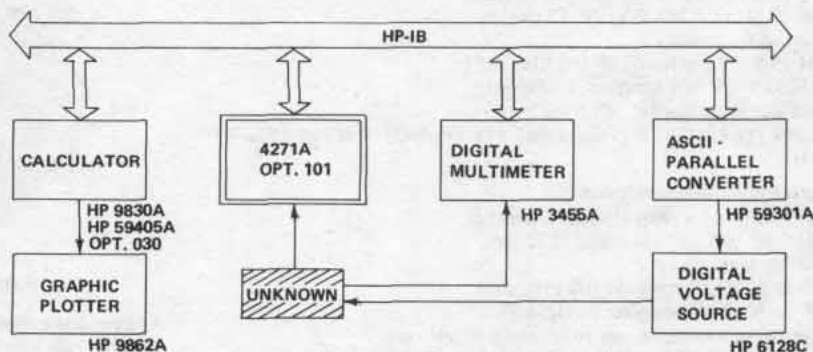 HP-IB
CALCULATOR
HP 9830A
HP 59405A
OPT. 030
GRAPHIC
PLOTTER
HP 9862A
4271A
OPT. 101
UNKNOWN
DIGITAL
MULTIMETER
HP 3455A
ASCII -
PARALLEL
CONVERTER
HP 59301A
DIGITAL
VOLTAGE
SOURCE
HP 6128C